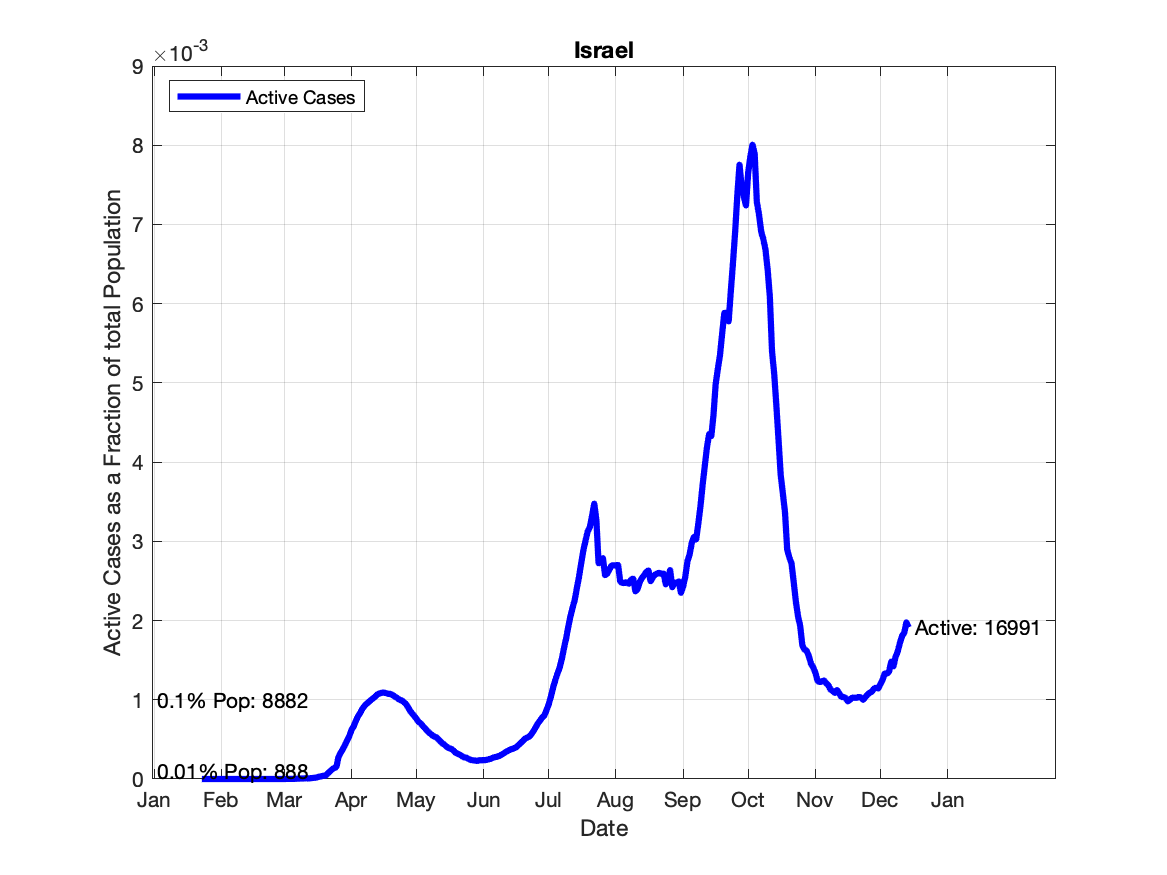 Israel
×10-3
9
8
7
6
5
4
3
2
1
0
Active Cases as a Fraction of total Population
Active Cases
Active: 16991
0.1% Pop: 8882
0.01% Pop: 888
Jan Feb Mar Apr May Jun Jul Aug Sep Oct Nov Dec Jan
Date